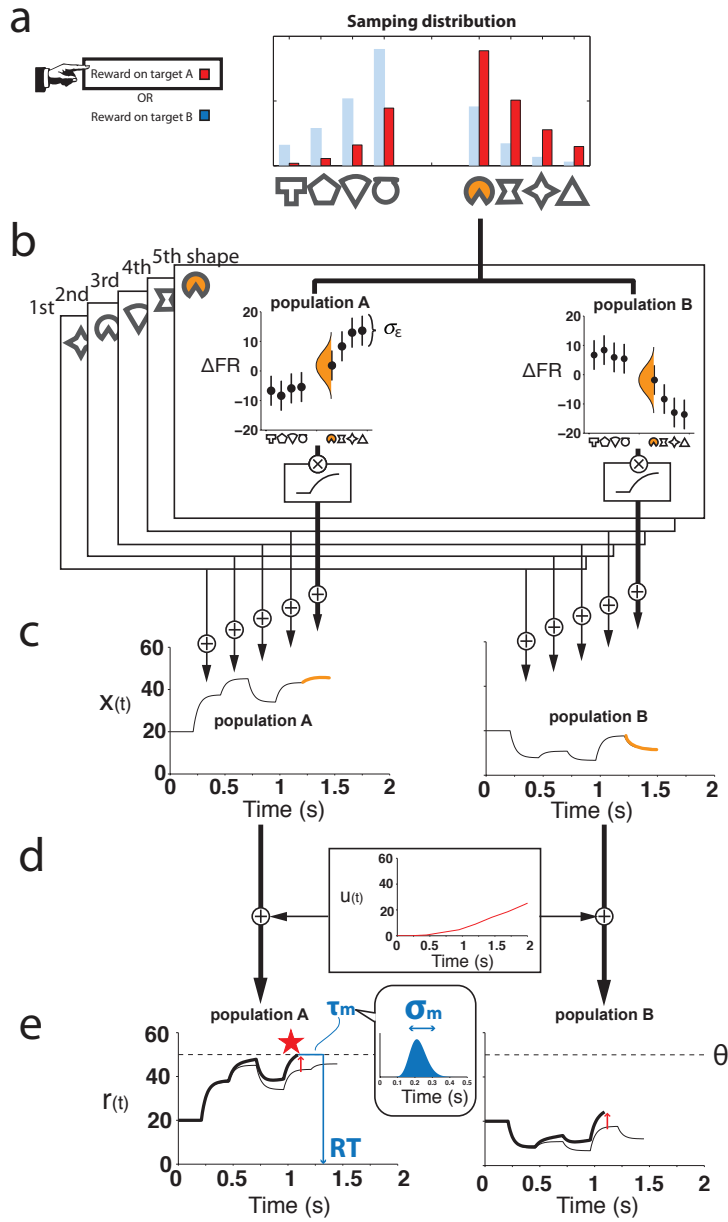 a
Samping distribution
Reward on target A
OR
Reward on target B
b
1st
2nd
3rd
4th
5th shape
population A
20
10
0
−10
−20
ΔFR
σε
population B
20
10
0
−10
−20
ΔFR
c
60
40
20
0
x(t)
population A
0 0.5 1 1.5 2
Time (s)
population B
0 0.5 1 1.5 2
Time (s)
d
60
40
20
0
u(t)
0 0.5 1 1.5 2
Time (s)
e
population A
60
40
20
0
r(t)
τm
σm
0 0.1 0.2 0.3 0.4 0.5
Time (s)
RT
0 0.5 1 1.5 2
Time (s)
population B
θ
0 0.5 1 1.5 2
Time (s)